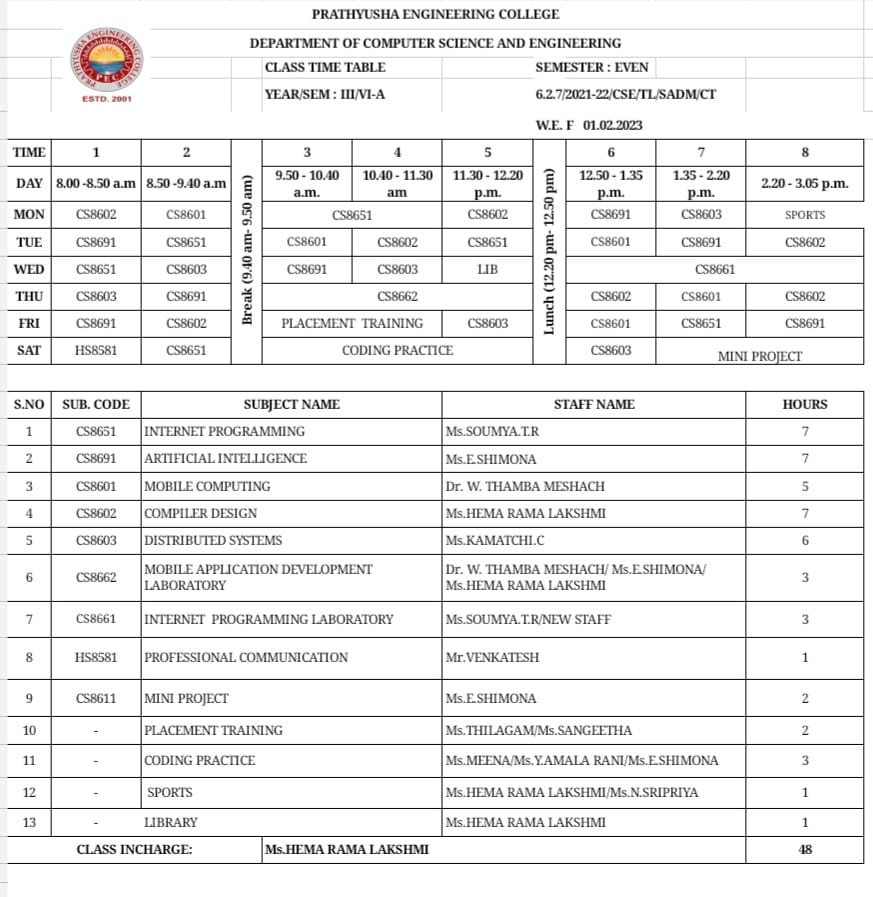 PRATHYUSHA ENGINEERING COLLEGE
PRATHYUSHA ENGINEERING COLLEGE
PEC
ESTD. 2001
DEPARTMENT OF COMPUTER SCIENCE AND ENGINEERING
CLASS TIME TABLE SEMESTER : EVEN
YEAR/SEM : III/VI-A 6.2.7/2021-22/CSE/TL/SADM/CT
W.E. F 01.02.2023
TIME 1 2 3 4 5 6 7 8
DAY 8.00 -8.50 a.m 8.50 -9.40 a.m Break (9.40 am- 9.50 am) 9.50 - 10.40 a.m. 10.40 - 11.30 am 11.30 - 12.20 p.m. Lunch (12.20 pm- 12.50 pm) 12.50 - 1.35 p.m. 1.35 - 2.20 p.m. 2.20 - 3.05 p.m.
MON CS8602 CS8601 CS8651 CS8602 CS8691 CS8603 SPORTS
TUE CS8691 CS8651 CS8601 CS8602 CS8651 CS8601 CS8691 CS8602
WED CS8651 CS8603 CS8691 CS8603 LIB CS8661
THU CS8603 CS8691 CS8662 CS8602 CS8601 CS8602
FRI CS8691 CS8602 PLACEMENT TRAINING CS8603 CS8601 CS8651 CS8691
SAT HS8581 CS8651 CODING PRACTICE CS8603 MINI PROJECT
S.NO SUB. CODE SUBJECT NAME STAFF NAME HOURS
1 CS8651 INTERNET PROGRAMMING Ms.SOUMYA.T.R 7
2 CS8691 ARTIFICIAL INTELLIGENCE Ms.E.SHIMONA 7
3 CS8601 MOBILE COMPUTING Dr. W. THAMBA MESHACH 5
4 CS8602 COMPILER DESIGN Ms.HEMA RAMA LAKSHMI 7
5 CS8603 DISTRIBUTED SYSTEMS Ms.KAMATCHI.C 6
6 CS8662 MOBILE APPLICATION DEVELOPMENT LABORATORY Dr. W. THAMBA MESHACH/ Ms.E.SHIMONA/ Ms.HEMA RAMA LAKSHMI 3
7 CS8661 INTERNET PROGRAMMING LABORATORY Ms.SOUMYA.T.R/NEW STAFF 3
8 HS8581 PROFESSIONAL COMMUNICATION Mr.VENKATESH 1
9 CS8611 MINI PROJECT Ms.E.SHIMONA 2
10 - PLACEMENT TRAINING Ms.THILAGAM/Ms.SANGEETHA 2
11 - CODING PRACTICE Ms.MEENA/Ms.Y.AMALA RANI/Ms.E.SHIMONA 3
12 - SPORTS Ms.HEMA RAMA LAKSHMI/Ms.N.SRIPRIYA 1
13 - LIBRARY Ms.HEMA RAMA LAKSHMI 1
CLASS INCHARGE: Ms.HEMA RAMA LAKSHMI 48